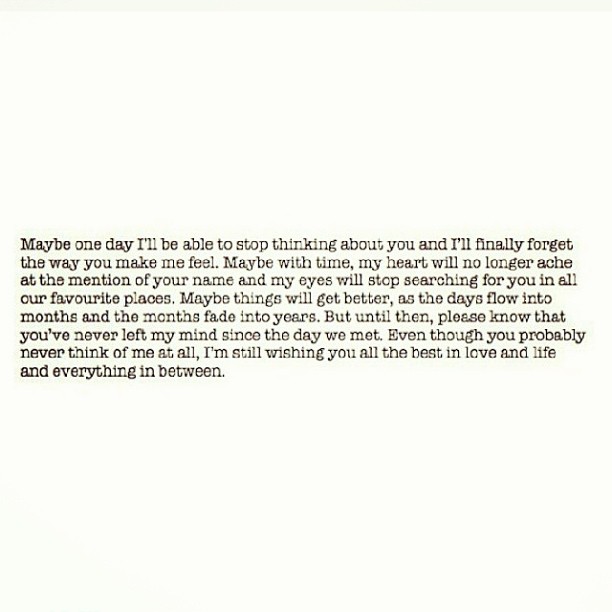 Maybe one day I'll be able to stop thinking about you and I'll finally forget
the way you make me feel. Maybe with time, my heart will no longer ache
at the mention of your name and my eyes will stop searching for you in all
our favourite places. Maybe things will get better, as the days flow into
months and the months fade into years. But until then, please know that
you've never left my mind since the day we met. Even though you probably
never think of me at all, I'm still wishing you all the best in love and life
and everything in between.